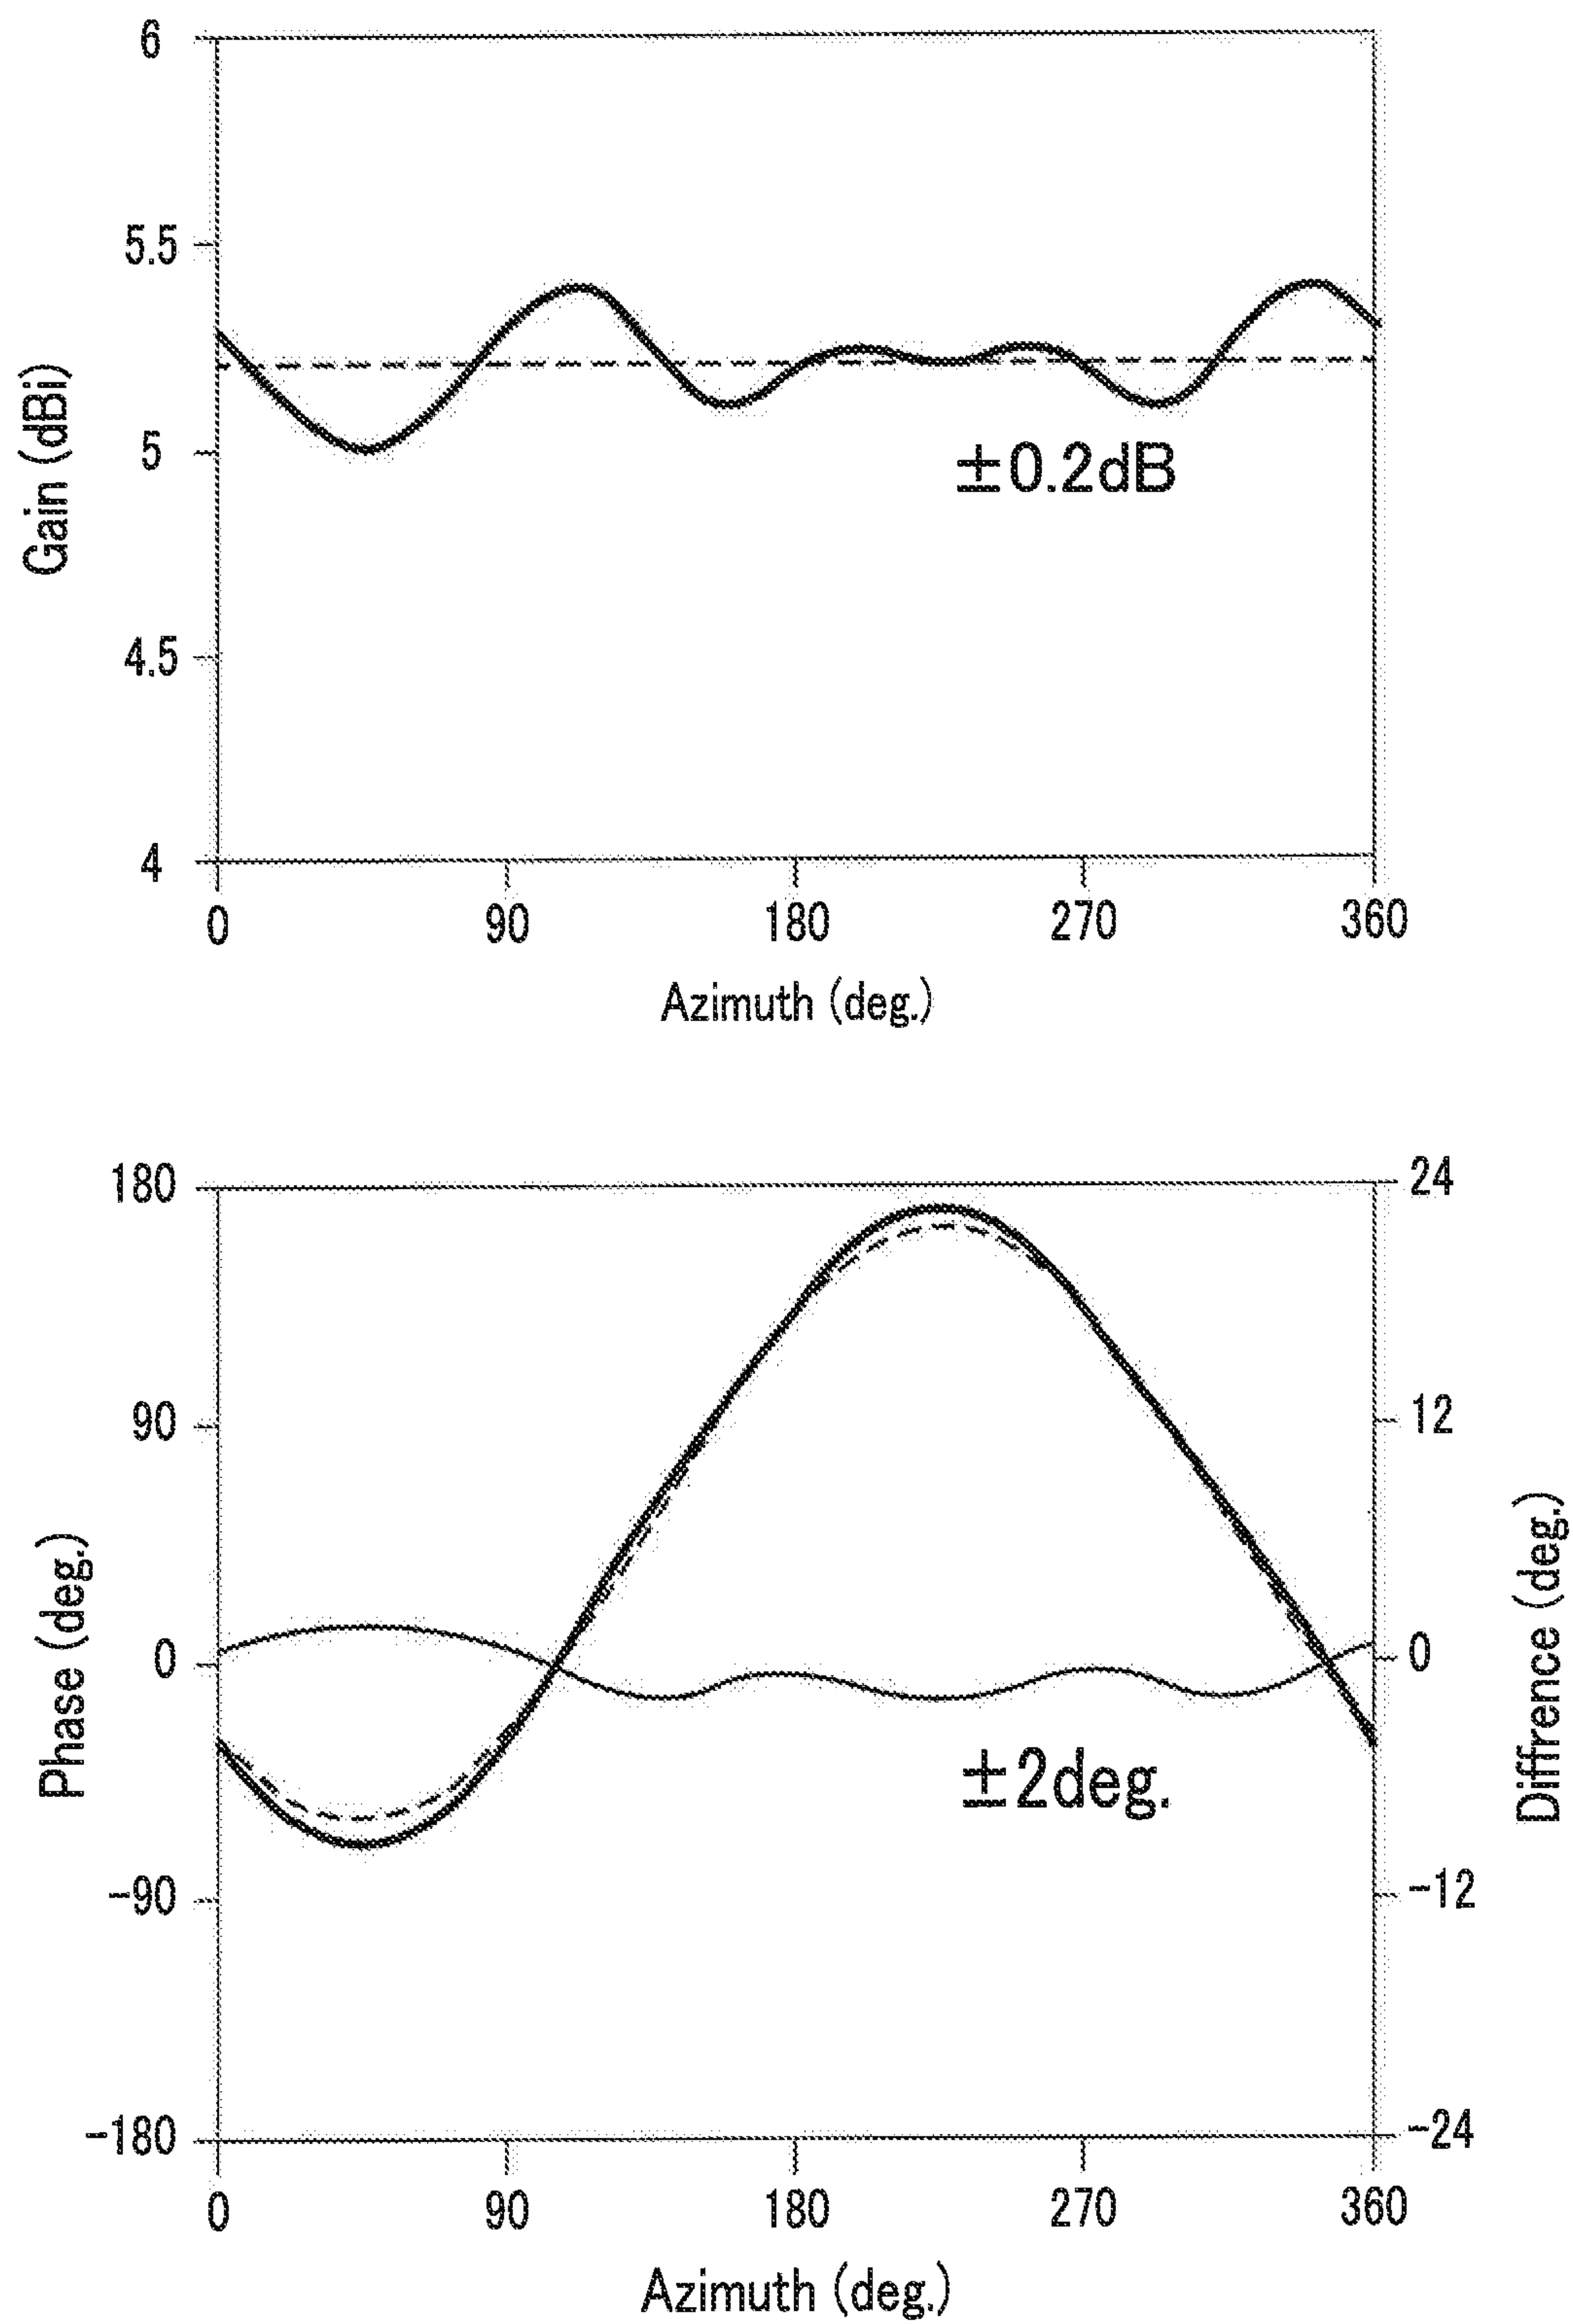 6
5.5
5
4.5
4
Gain (dBi)
±0.2dB
0 90 180 270 360
Azimuth (deg.)
180
90
0
-90
-180
Phase (deg.)
24
12
0
-12
-24
Diffrence (deg.)
±2deg.
0 90 180 270 360
Azimuth (deg.)